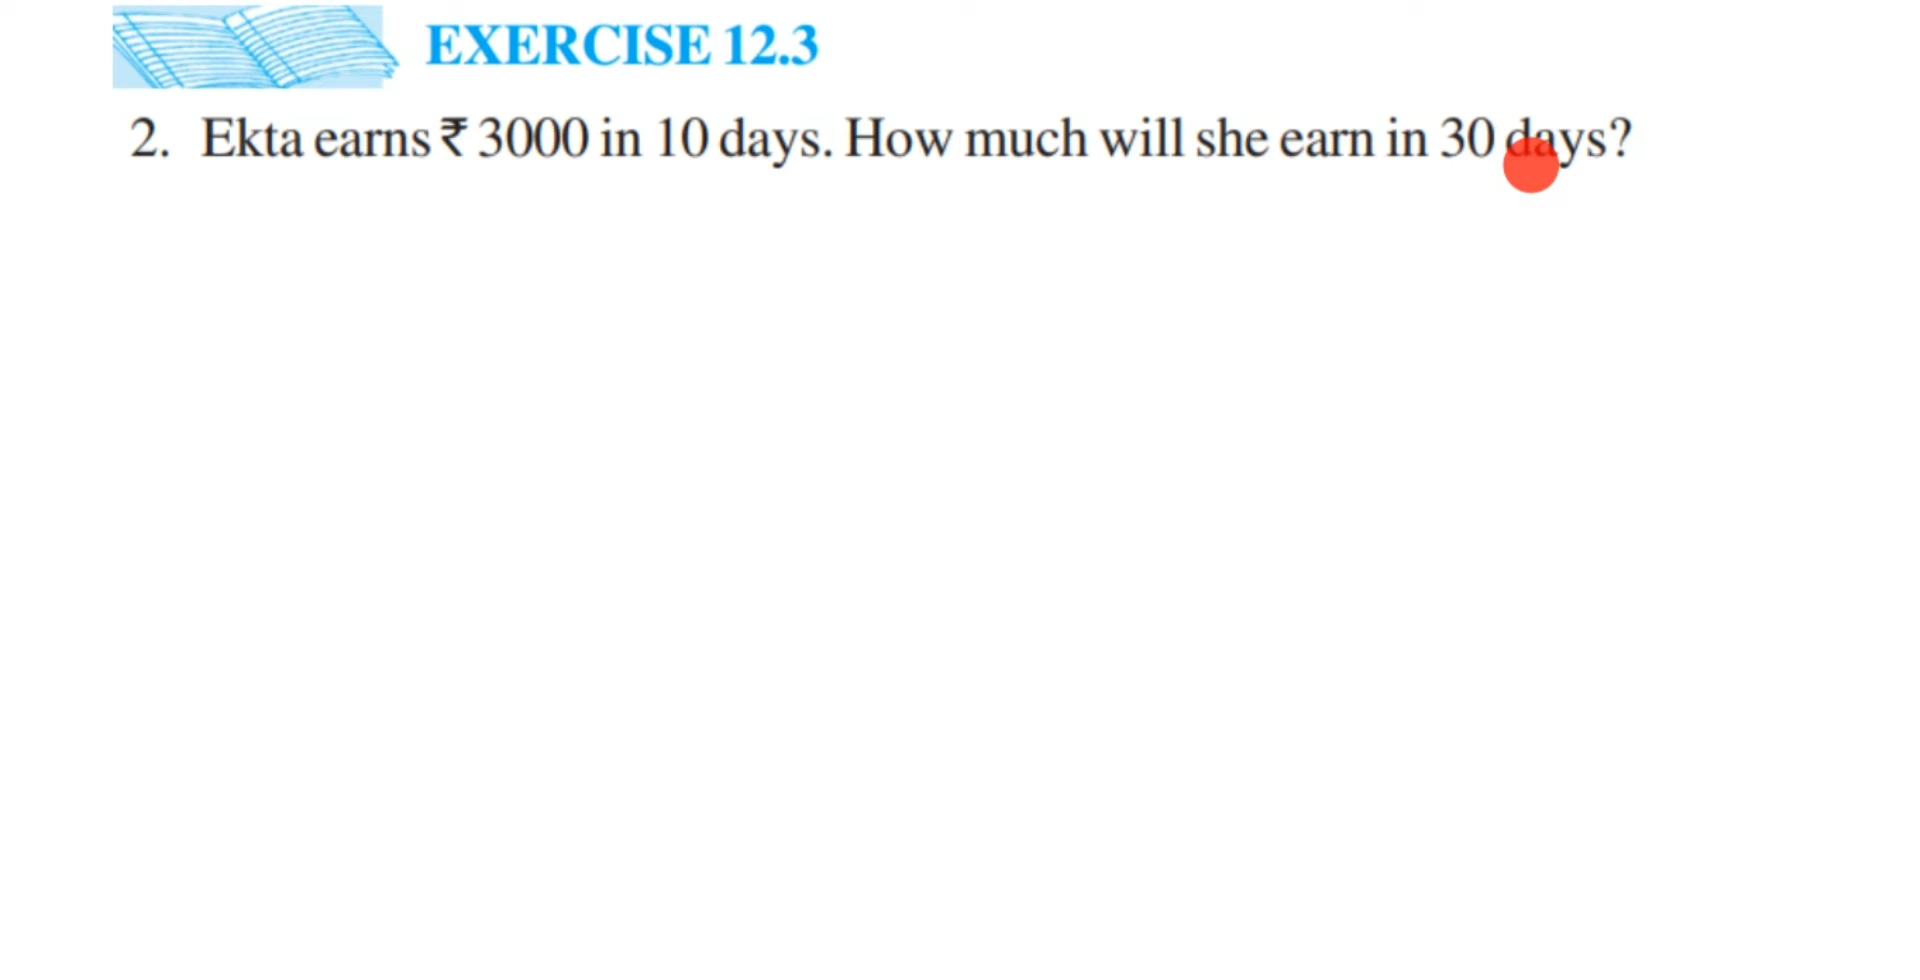 EXERCISE 12.3
2. Ekta earns ₹ 3000 in 10 days. How much will she earn in 30 days?